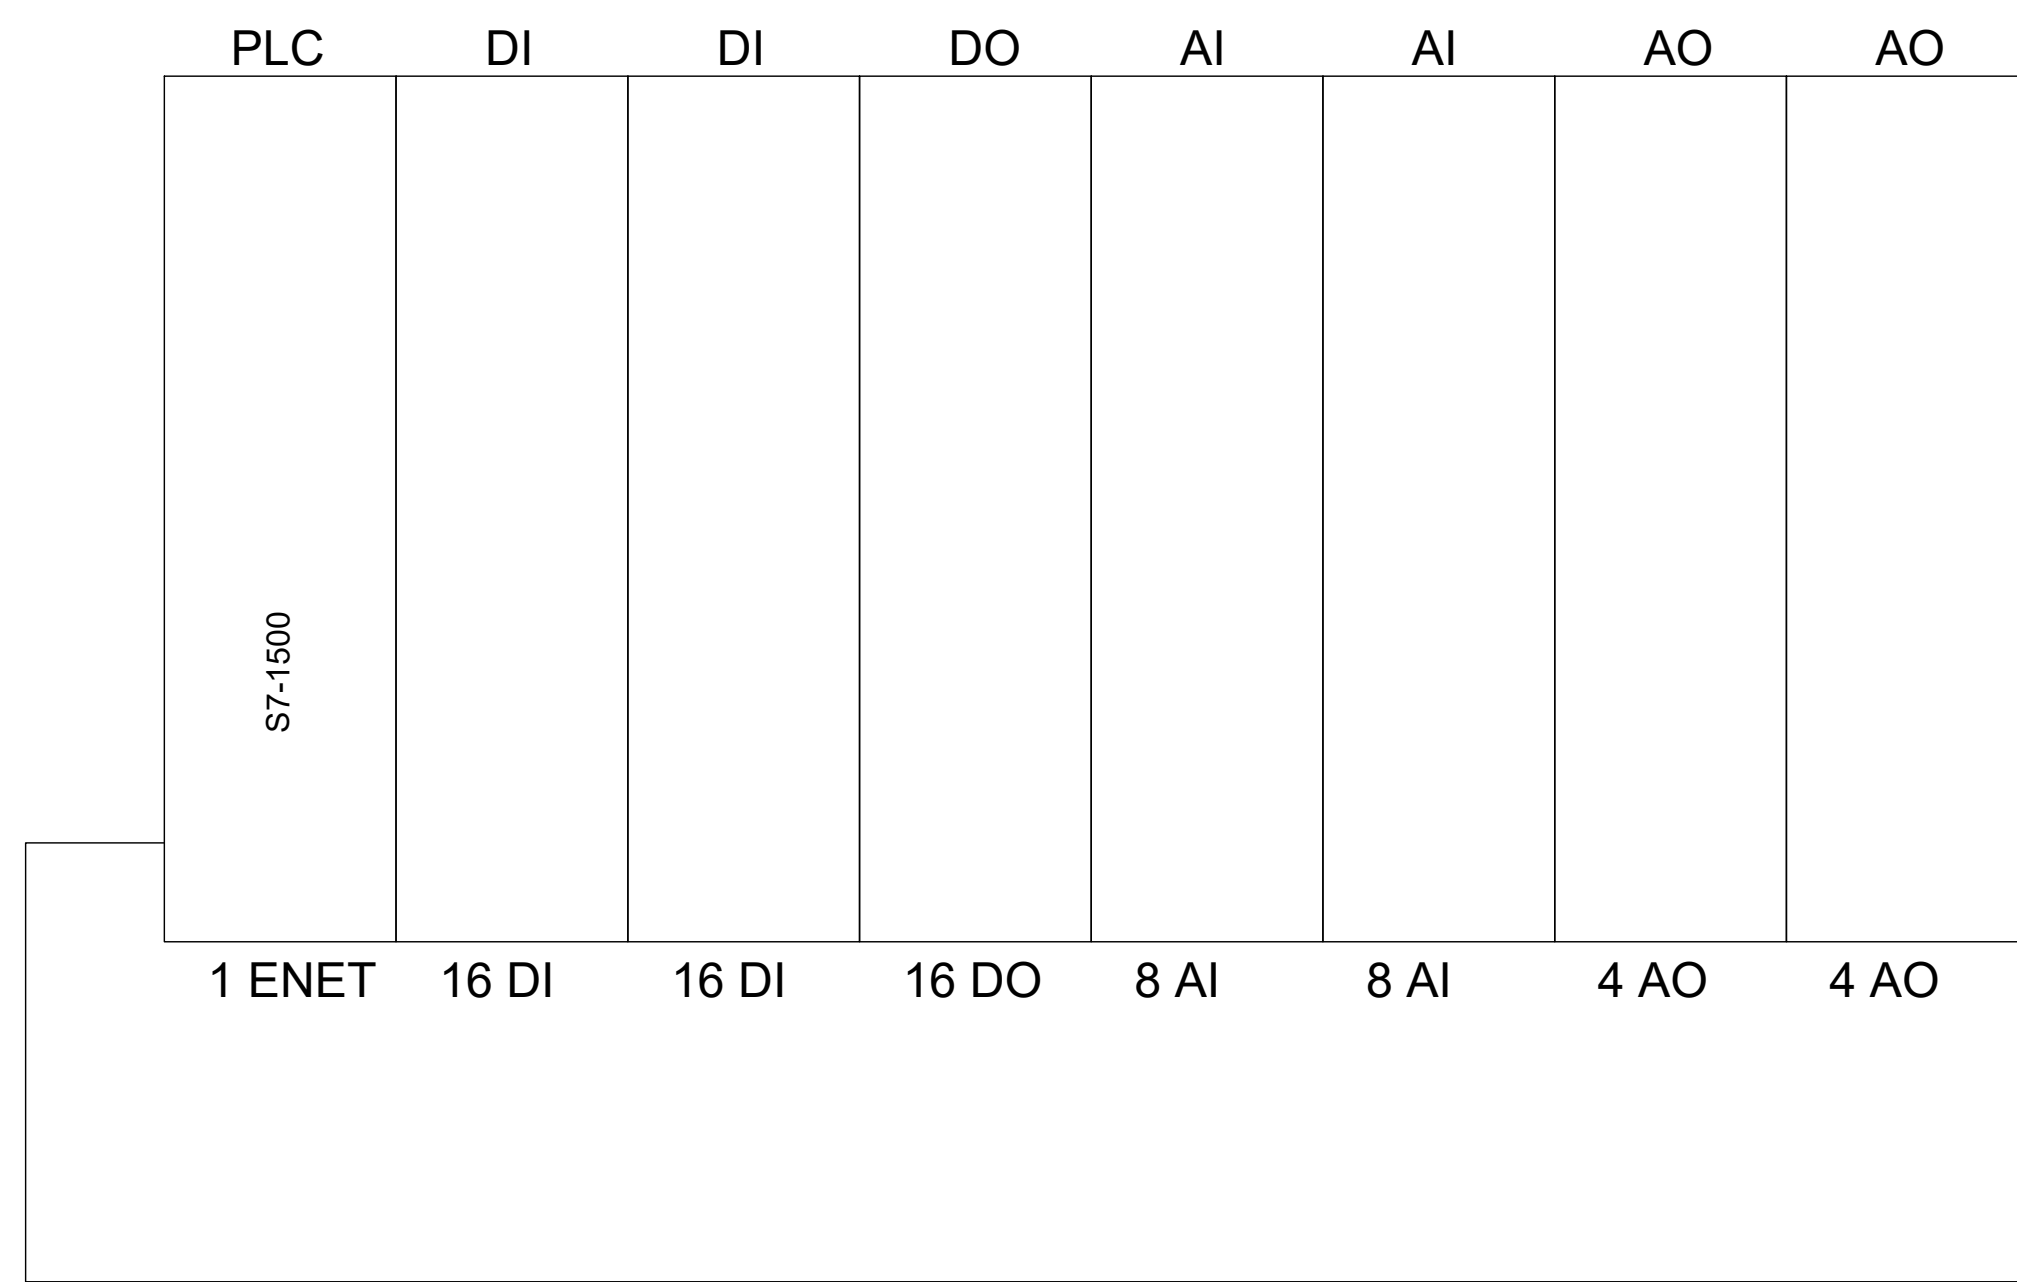 PLC DI DI DO AI AI AO AO
S7-1500
1 ENET 16 DI 16 DI 16 DO 8 AI 8 AI 4 AO 4 AO